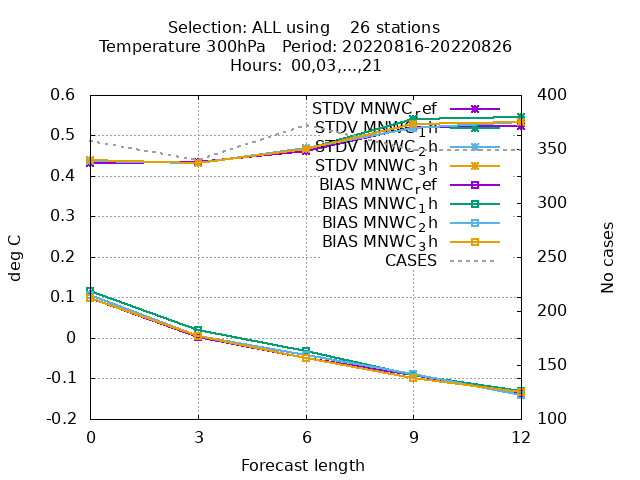 Selection: ALL using    26 stations
Temperature 300hPa   Period: 20220816-20220826
Hours:  00,03,...,21
0.6
0.5
0.4
0.3
0.2
0.1
0
-0.1
-0.2
deg C
STDV MNWC_ref
STDV MNWC_1h
STDV MNWC_2h
STDV MNWC_3h
BIAS MNWC_ref
BIAS MNWC_1h
BIAS MNWC_2h
BIAS MNWC_3h
CASES
400
350
300
250
200
150
100
No cases
0 3 6 9 12
Forecast length